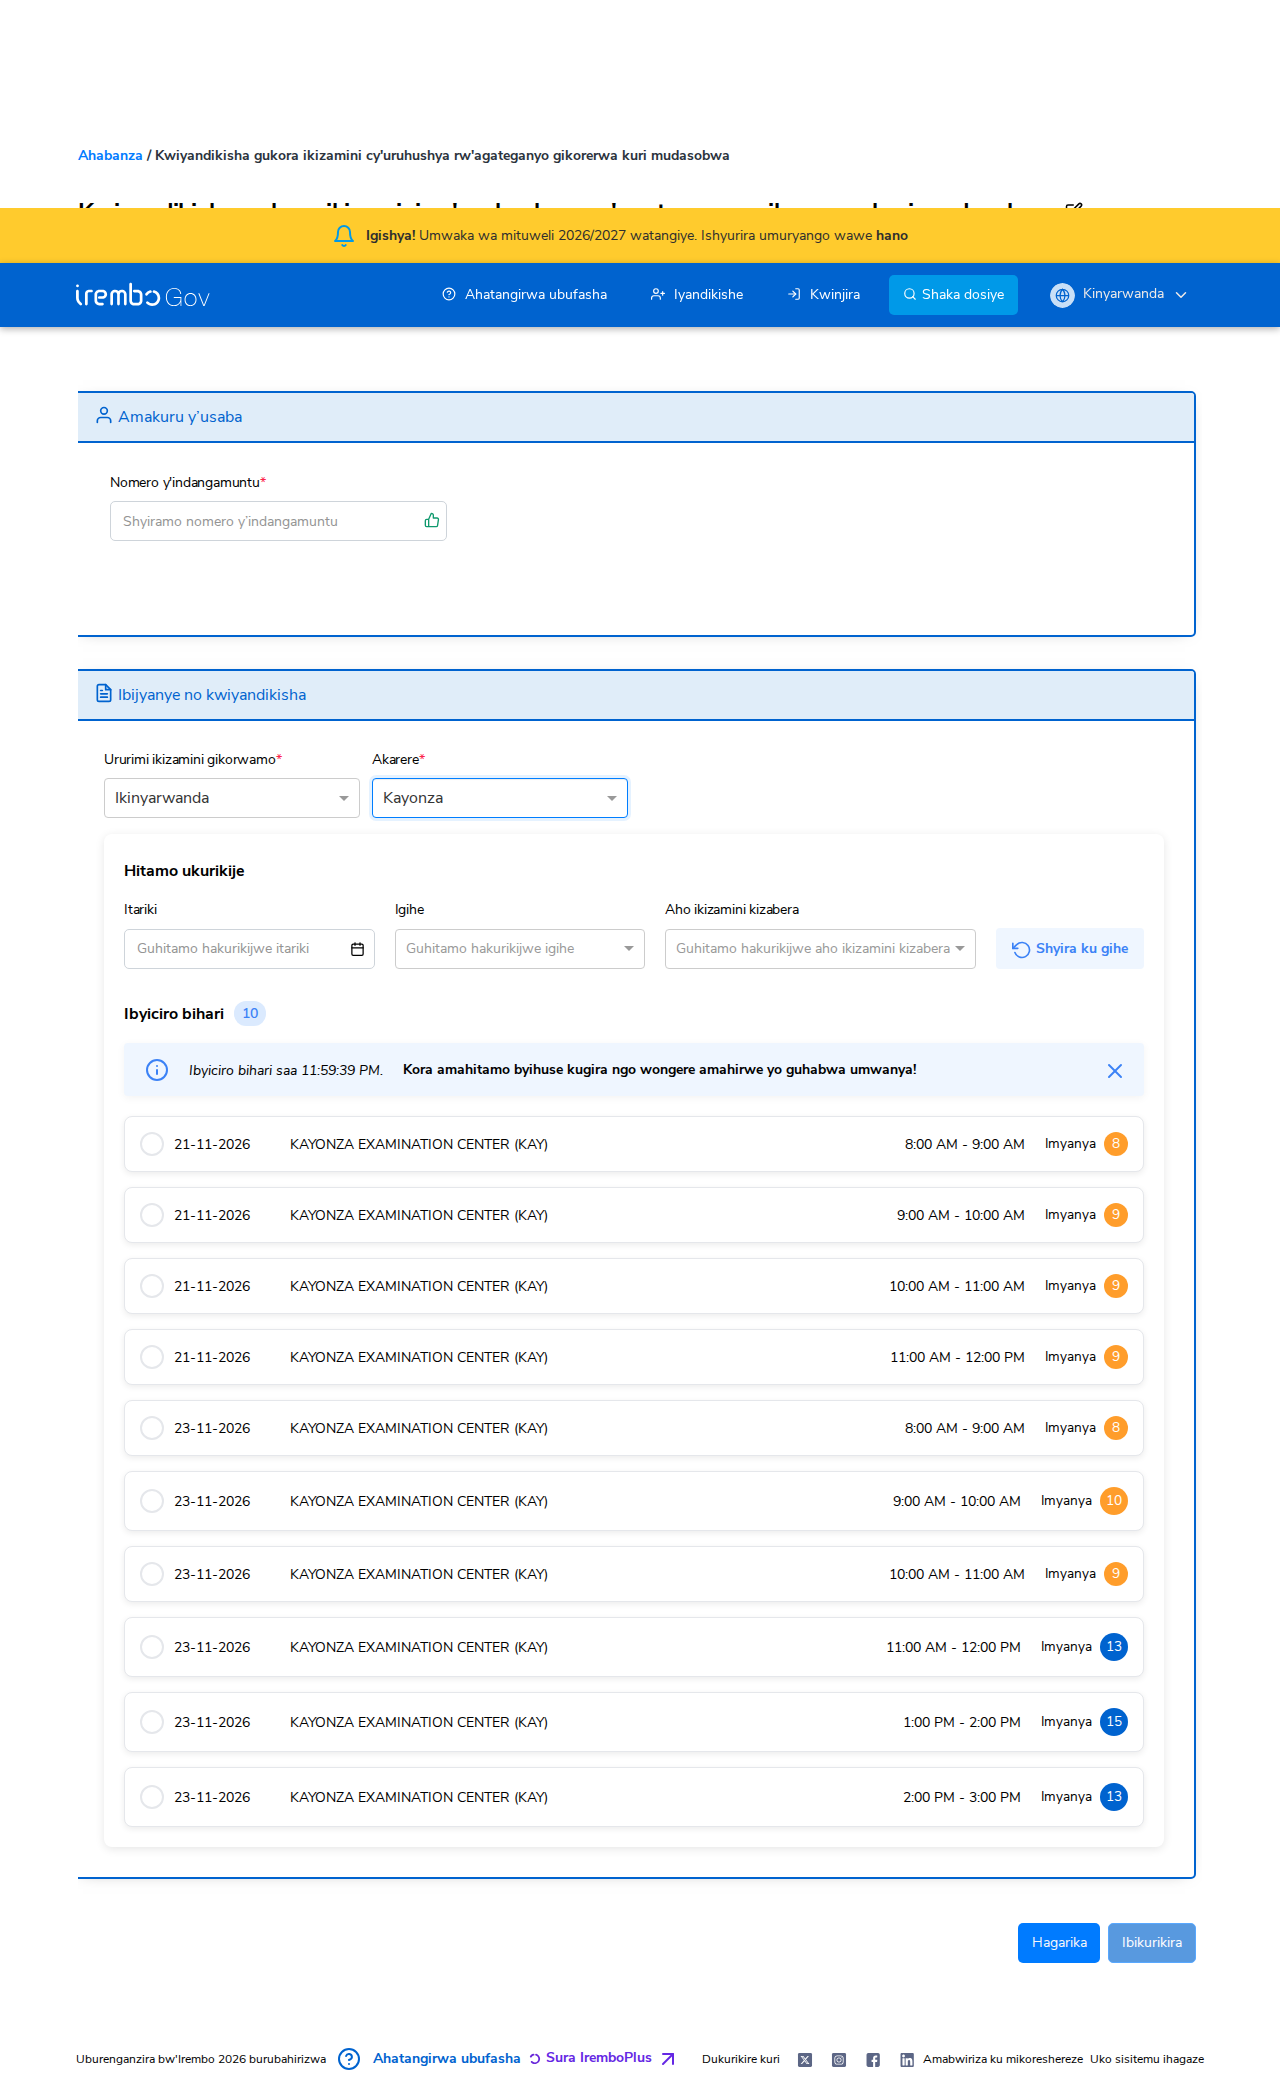 Ahabanza / Kwiyandikisha gukora ikizamini cy'uruhushya rw'agateganyo gikorerwa kuri mudasobwa
Igishya! Umwaka wa mituweli 2026/2027 watangiye. Ishyurira umuryango wawe hano
irembo Gov
Ahatangirwa ubufasha
Iyandikishe
Kwinjira
Shaka dosiye
Kinyarwanda
Amakuru y’usaba
Nomero y'indangamuntu*
Shyiramo nomero y’indangamuntu
Ibijyanye no kwiyandikisha
Ururimi ikizamini gikorwamo*
Akarere*
Ikinyarwanda
Kayonza
Hitamo ukurikije
Itariki
Igihe
Aho ikizamini kizabera
Guhitamo hakurikijwe itariki
Guhitamo hakurikijwe igihe
Guhitamo hakurikijwe aho ikizamini kizabera
Shyira ku gihe
Ibyiciro bihari 10
Ibyiciro bihari saa 11:59:39 PM. Kora amahitamo byihuse kugira ngo wongere amahirwe yo guhabwa umwanya!
21-11-2026 KAYONZA EXAMINATION CENTER (KAY) 8:00 AM - 9:00 AM Imyanya 8
21-11-2026 KAYONZA EXAMINATION CENTER (KAY) 9:00 AM - 10:00 AM Imyanya 9
21-11-2026 KAYONZA EXAMINATION CENTER (KAY) 10:00 AM - 11:00 AM Imyanya 9
21-11-2026 KAYONZA EXAMINATION CENTER (KAY) 11:00 AM - 12:00 PM Imyanya 9
23-11-2026 KAYONZA EXAMINATION CENTER (KAY) 8:00 AM - 9:00 AM Imyanya 8
23-11-2026 KAYONZA EXAMINATION CENTER (KAY) 9:00 AM - 10:00 AM Imyanya 10
23-11-2026 KAYONZA EXAMINATION CENTER (KAY) 10:00 AM - 11:00 AM Imyanya 9
23-11-2026 KAYONZA EXAMINATION CENTER (KAY) 11:00 AM - 12:00 PM Imyanya 13
23-11-2026 KAYONZA EXAMINATION CENTER (KAY) 1:00 PM - 2:00 PM Imyanya 15
23-11-2026 KAYONZA EXAMINATION CENTER (KAY) 2:00 PM - 3:00 PM Imyanya 13
Hagarika
Ibikurikira
Uburenganzira bw'Irembo 2026 burubahirizwa
Ahatangirwa ubufasha
Sura IremboPlus
Dukurikire kuri
Amabwiriza ku mikoreshereze
Uko sisitemu ihagaze